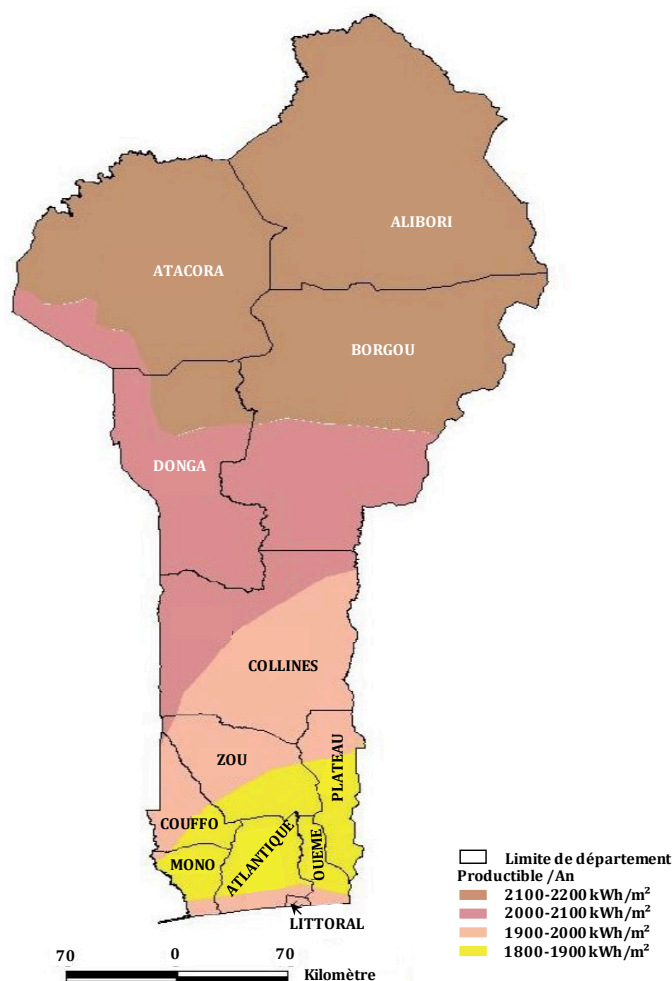 ALIBORI
ATACORA
BORGOU
DONGA
COLLINES
ZOU
PLATEAU
COUFFO
ATLANTIQUE
OUEME
MONO
LITTORAL
Limite de département
Productible /An
2100-2200 kWh/m²
2000-2100 kWh/m²
1900-2000 kWh/m²
1800-1900 kWh/m²
70 0 70
Kilomètre